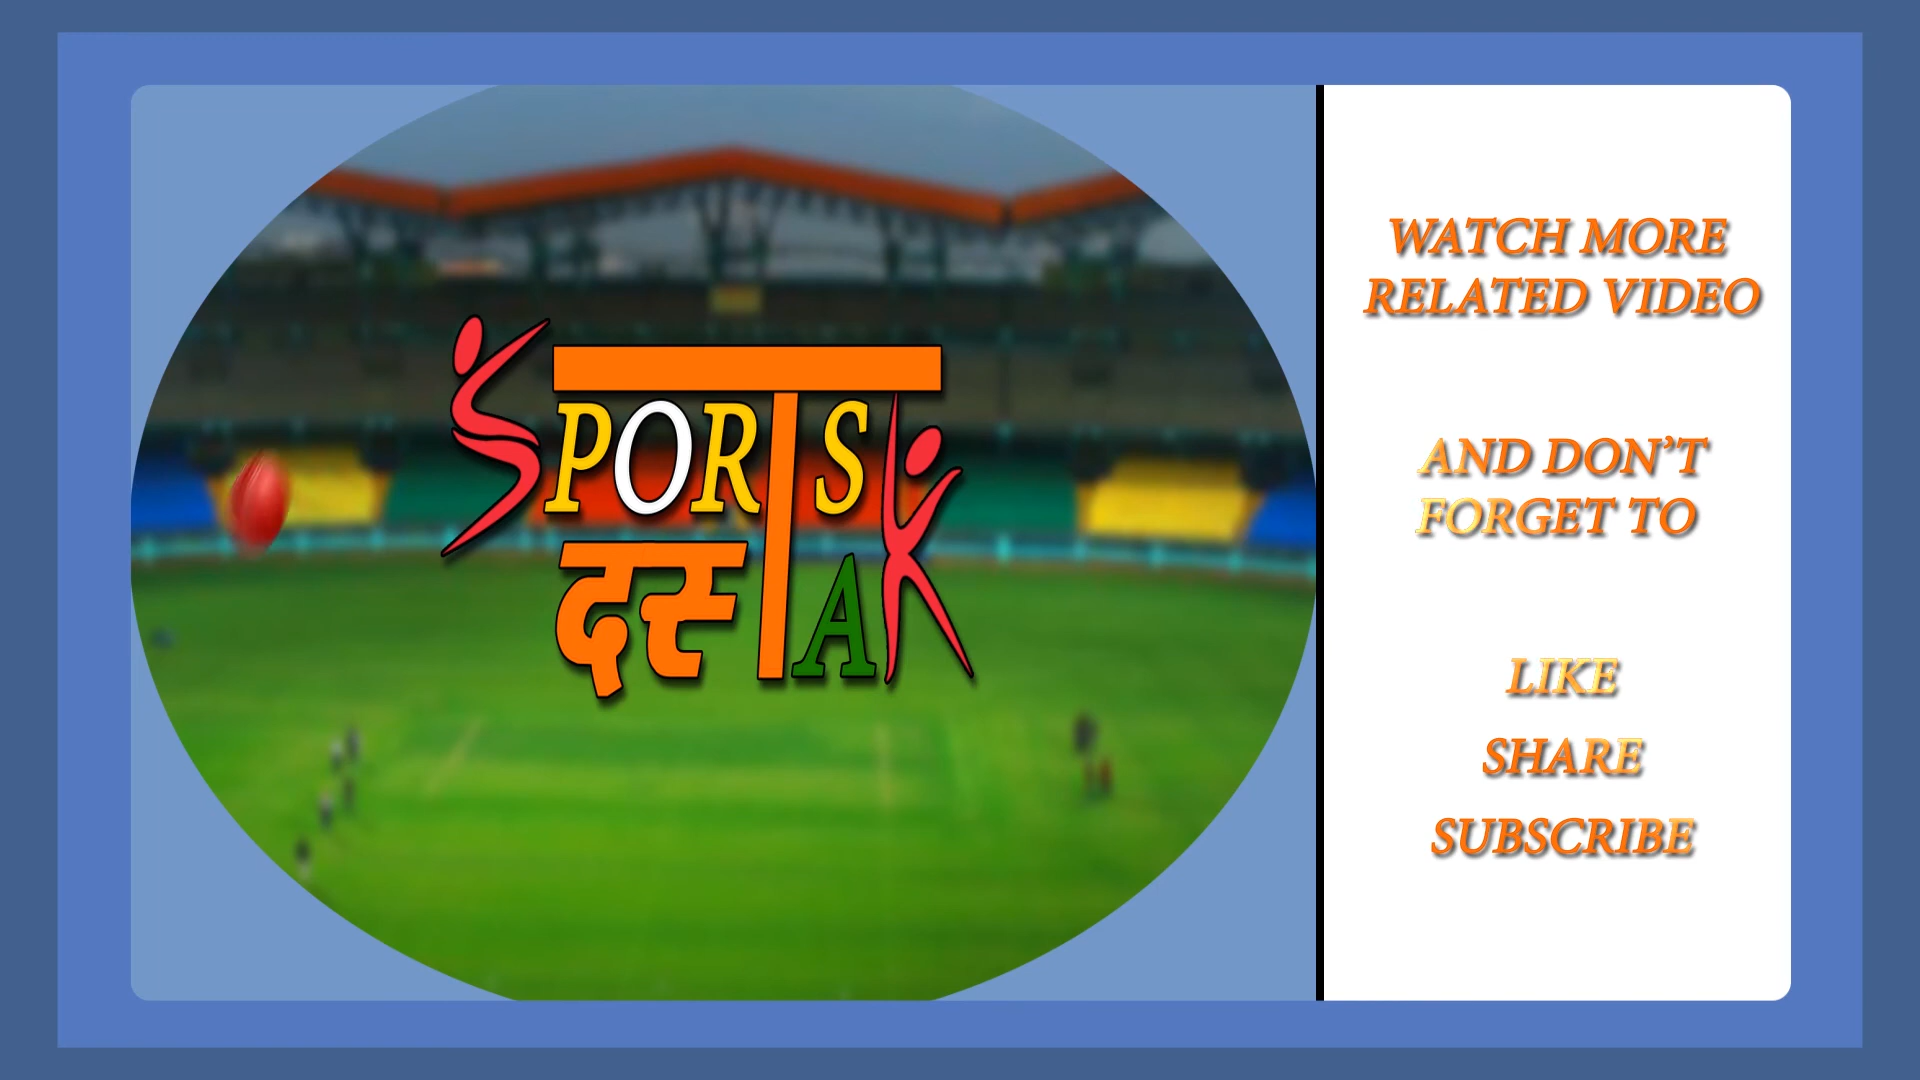 SPORTS
दस्तAK
WATCH MORE
RELATED VIDEO
AND DON’T
FORGET TO
LIKE
SHARE
SUBSCRIBE